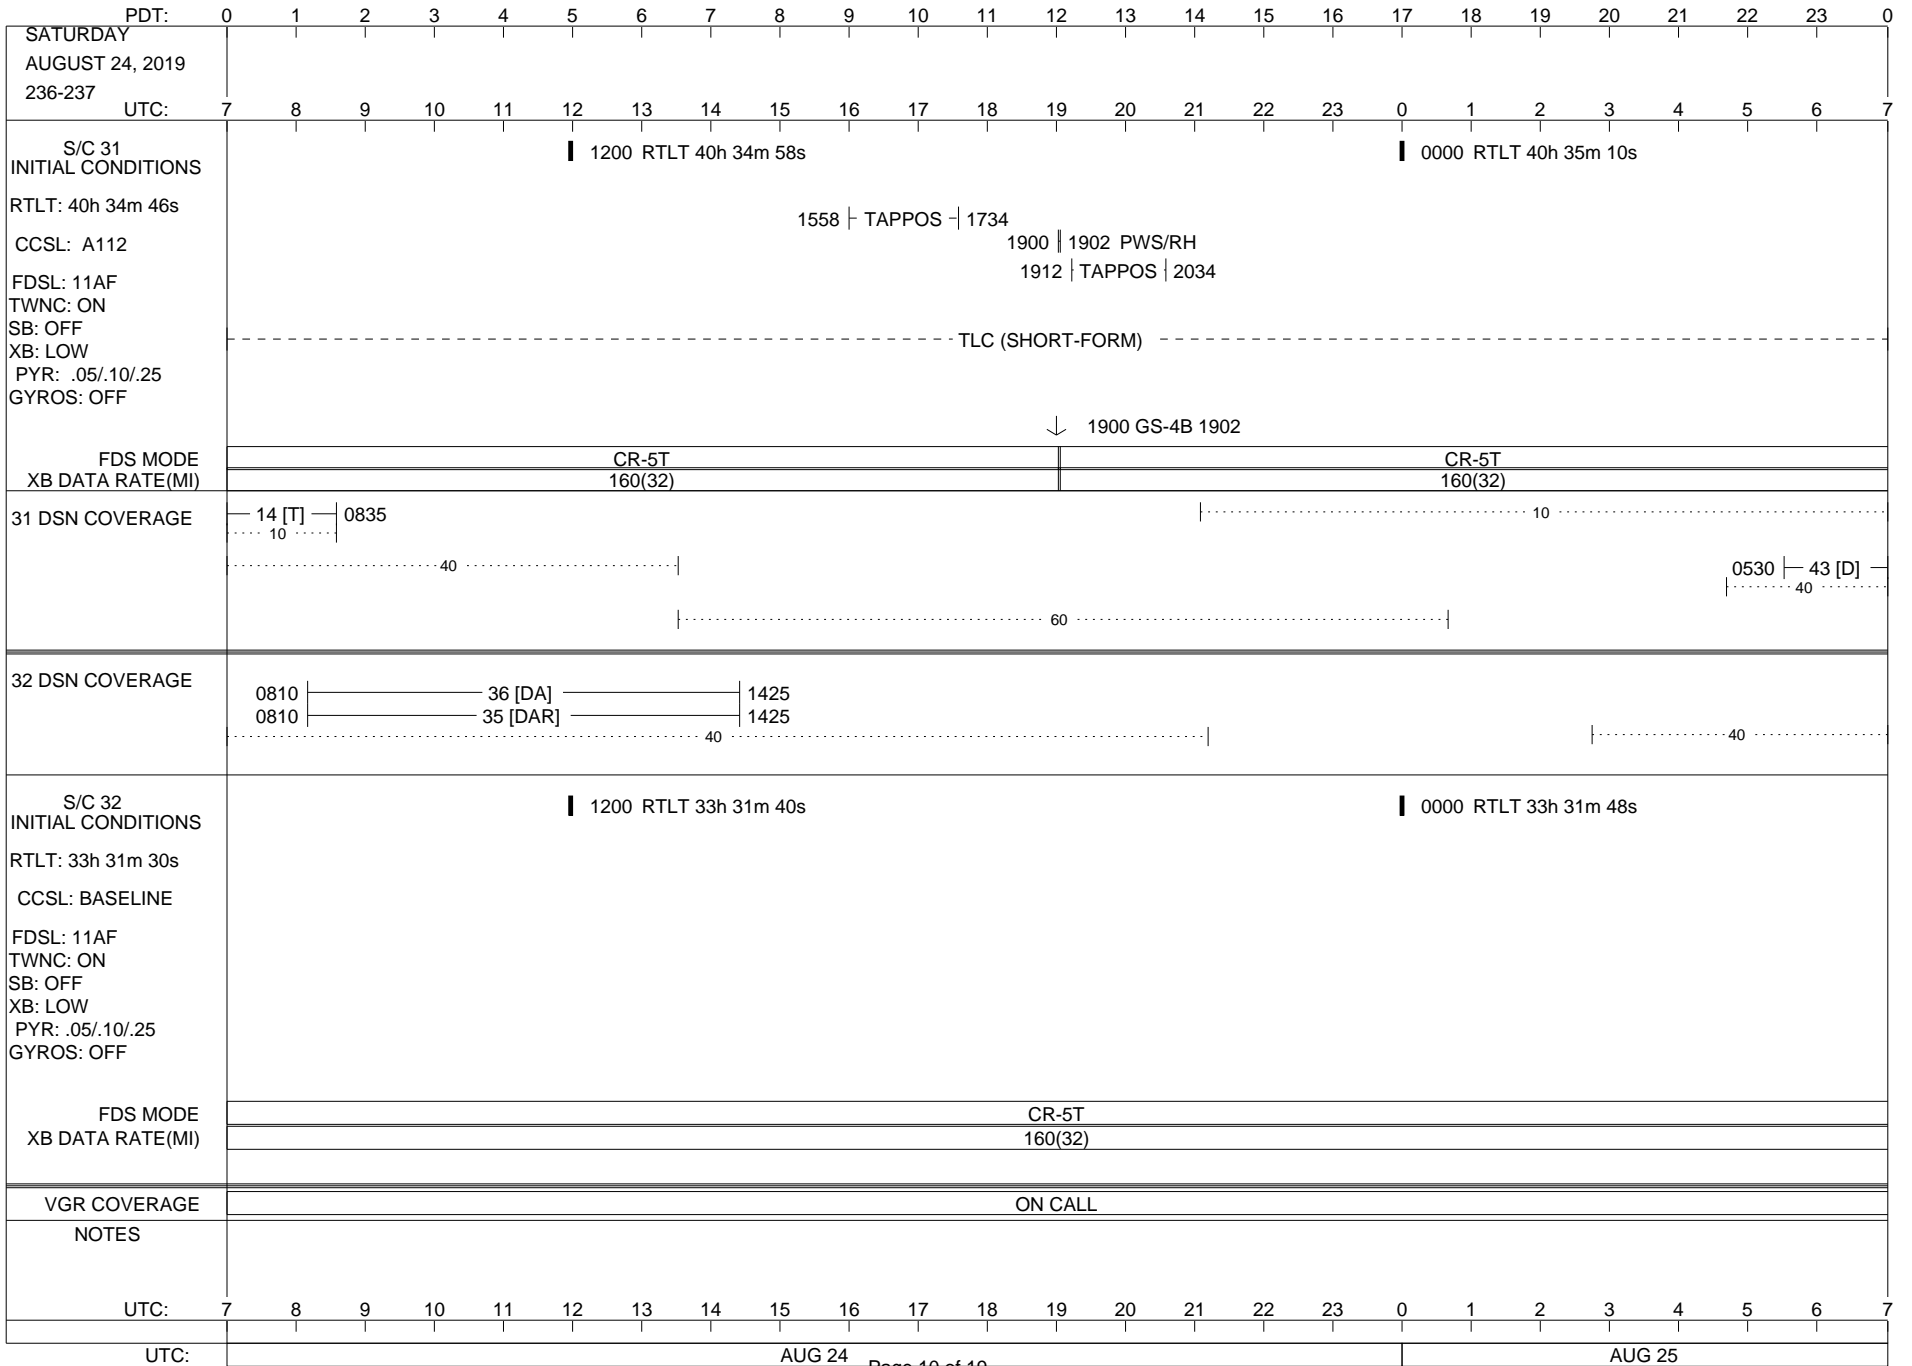 PDT: 0 1 2 3 4 5 6 7 8 9 10 11 12 13 14 15 16 17 18 19 20 21 22 23 0
SATURDAY
AUGUST 24, 2019
236-237
UTC: 7 8 9 10 11 12 13 14 15 16 17 18 19 20 21 22 23 0 1 2 3 4 5 6 7
S/C 31
INITIAL CONDITIONS
1200 RTLT 40h 34m 58s 0000 RTLT 40h 35m 10s
RTLT: 40h 34m 46s
1558 TAPPOS 1734
CCSL: A112
1900 1902 PWS/RH
1912 TAPPOS 2034
FDSL: 11AF
TWNC: ON
SB: OFF
TLC (SHORT-FORM)
XB: LOW
PYR: .05/.10/.25
GYROS: OFF
1900 GS-4B 1902
FDS MODE CR-5T CR-5T
XB DATA RATE(MI) 160(32) 160(32)
31 DSN COVERAGE 14 [T] 0835 10
10
40 0530 43 [D]
40
60
32 DSN COVERAGE
0810 36 [DA] 1425
0810 35 [DAR] 1425
40 40
S/C 32
INITIAL CONDITIONS
1200 RTLT 33h 31m 40s 0000 RTLT 33h 31m 48s
RTLT: 33h 31m 30s
CCSL: BASELINE
FDSL: 11AF
TWNC: ON
SB: OFF
XB: LOW
PYR: .05/.10/.25
GYROS: OFF
FDS MODE CR-5T
XB DATA RATE(MI) 160(32)
VGR COVERAGE ON CALL
NOTES
UTC: 7 8 9 10 11 12 13 14 15 16 17 18 19 20 21 22 23 0 1 2 3 4 5 6 7
UTC: AUG 24 AUG 25
Page 10 of 10